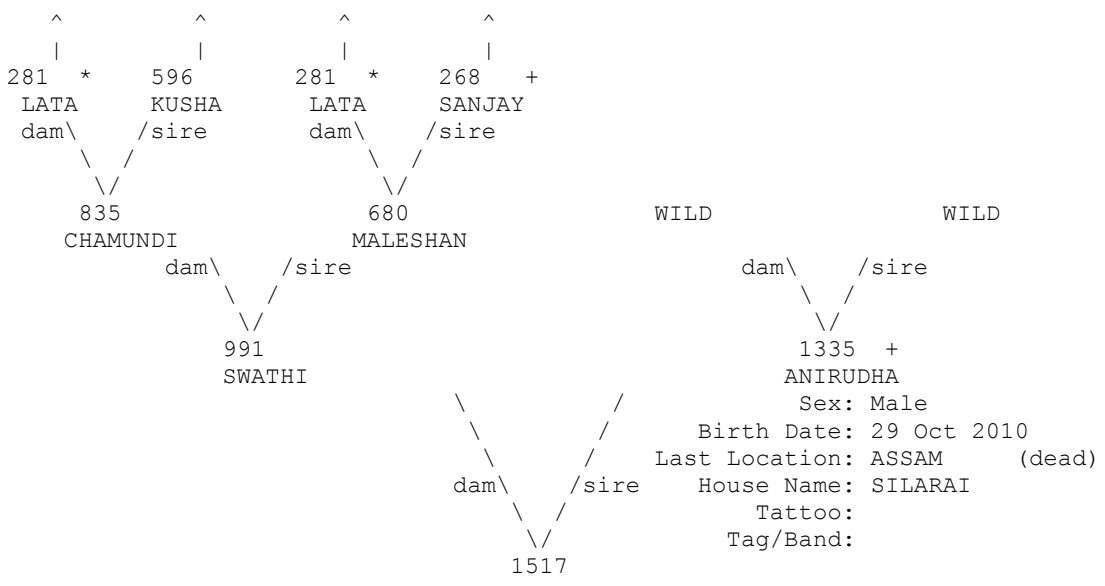 ^ ^ ^ ^
| | | |
281 * 596 281 * 268 +
LATA KUSHA LATA SANJAY
dam\ /sire dam\ /sire
\ / \ /
\/ \/
835 680 WILD WILD
CHAMUNDI MALESHAN
dam\ /sire dam\ /sire
\ / \ /
\/ \/
991 1335 +
SWATHI ANIRUDHA
\ / Sex: Male
\ / Birth Date: 29 Oct 2010
\ / Last Location: ASSAM (dead)
dam\ /sire House Name: SILARAI
\ / Tattoo:
\/ Tag/Band:
1517